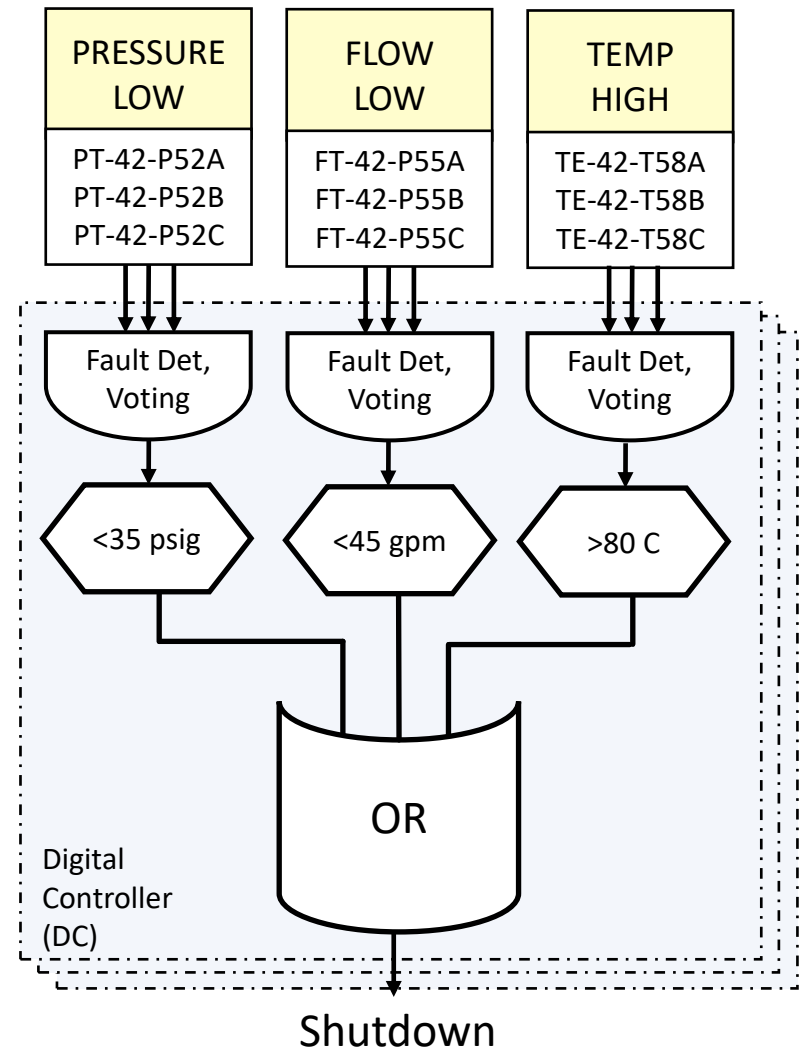 PRESSURE
LOW
FLOW
LOW
TEMP
HIGH
PT-42-P52A
PT-42-P52B
PT-42-P52C
FT-42-P55A
FT-42-P55B
FT-42-P55C
TE-42-T58A
TE-42-T58B
TE-42-T58C
Fault Det,
Voting
Fault Det,
Voting
Fault Det,
Voting
<35 psig
<45 gpm
>80 C
OR
Digital
Controller
(DC)
Shutdown